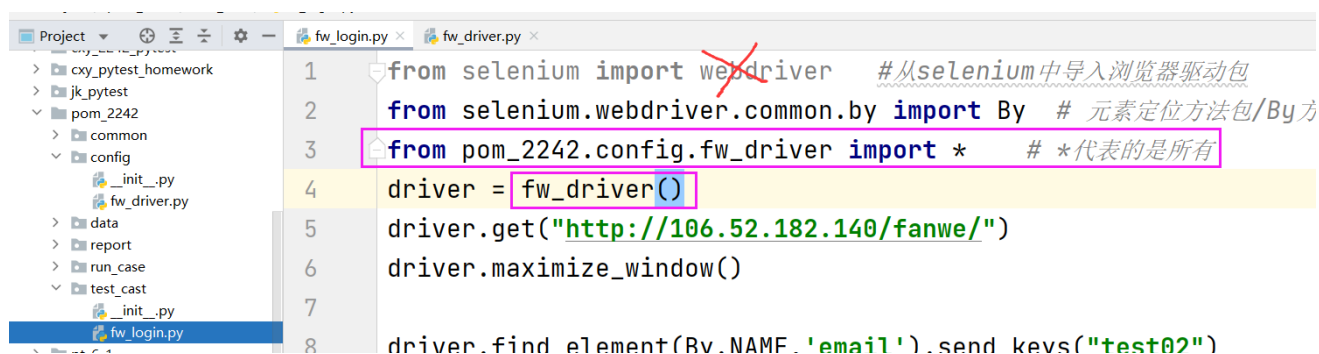 Project
fw_login.py
fw_driver.py
cxy_pytest_homework
jk_pytest
pom_2242
common
config
__init__.py
fw_driver.py
data
report
run_case
test_cast
__init__.py
fw_login.py
1 from selenium import webdriver #从selenium中导入浏览器驱动包
2 from selenium.webdriver.common.by import By # 元素定位方法包/By方
3 from pom_2242.config.fw_driver import * # *代表的是所有
4 driver = fw_driver()
5 driver.get("http://106.52.182.140/fanwe/")
6 driver.maximize_window()
7
8 driver.find_element(By.NAME,'email').send_keys("test02")